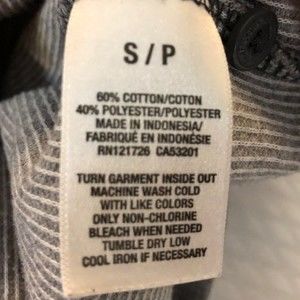 S / P
60% COTTON/COTON
40% POLYESTER/POLYESTER
MADE IN INDONESIA/
FABRIQUÉ EN INDONÉSIE
RN121726 CA53201
TURN GARMENT INSIDE OUT
MACHINE WASH COLD
WITH LIKE COLORS
ONLY NON-CHLORINE
BLEACH WHEN NEEDED
TUMBLE DRY LOW
COOL IRON IF NECESSARY